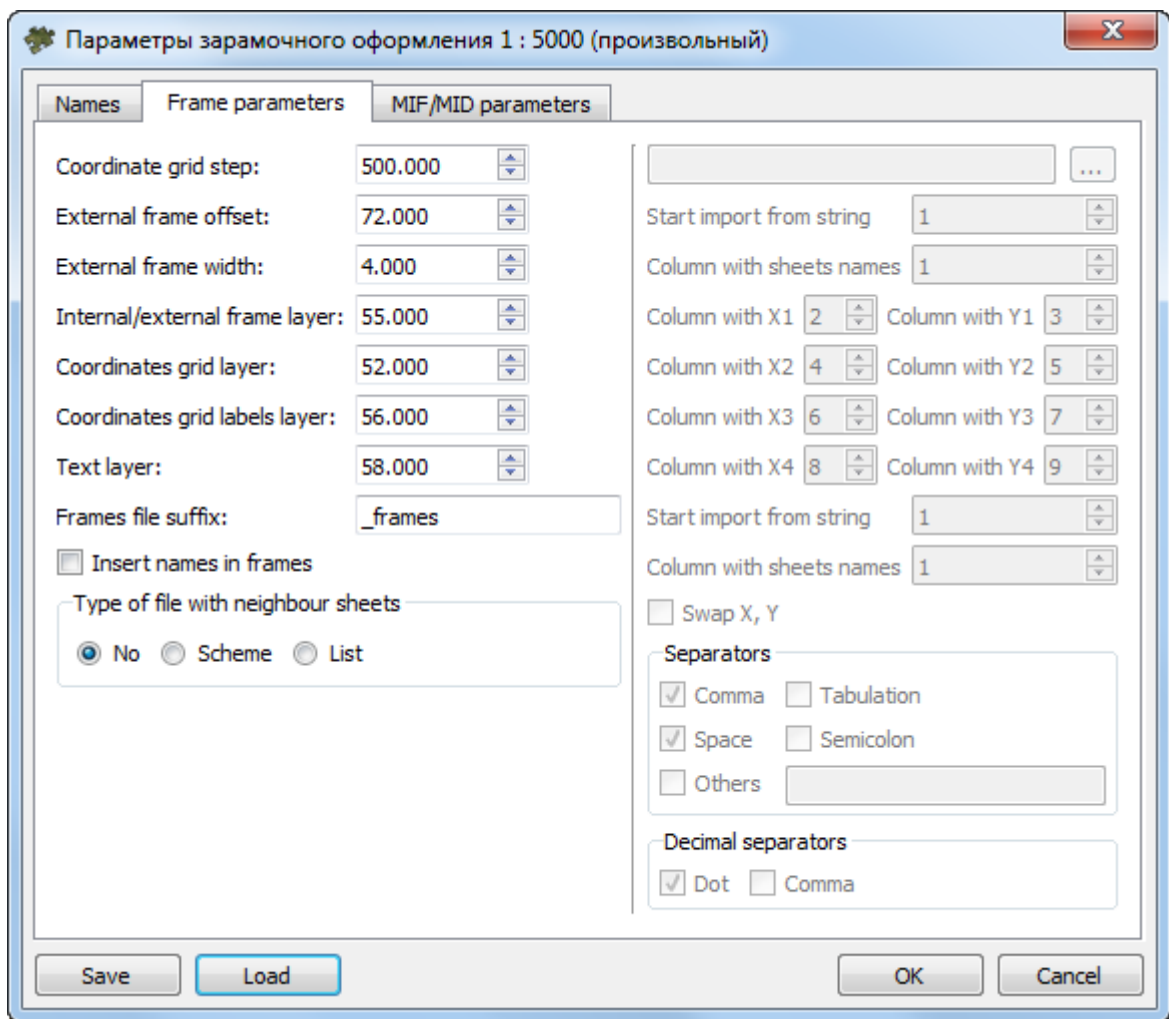 Параметры зарамочного оформления 1 : 5000 (произвольный)
Names Frame parameters MIF/MID parameters
Coordinate grid step: 500.000
External frame offset: 72.000
External frame width: 4.000
Internal/external frame layer: 55.000
Coordinates grid layer: 52.000
Coordinates grid labels layer: 56.000
Text layer: 58.000
Frames file suffix: _frames
Insert names in frames
Type of file with neighbour sheets
No Scheme List
...
Start import from string 1
Column with sheets names 1
Column with X1 2 Column with Y1 3
Column with X2 4 Column with Y2 5
Column with X3 6 Column with Y3 7
Column with X4 8 Column with Y4 9
Start import from string 1
Column with sheets names 1
Swap X, Y
Separators
Comma Tabulation
Space Semicolon
Others
Decimal separators
Dot Comma
Save Load OK Cancel